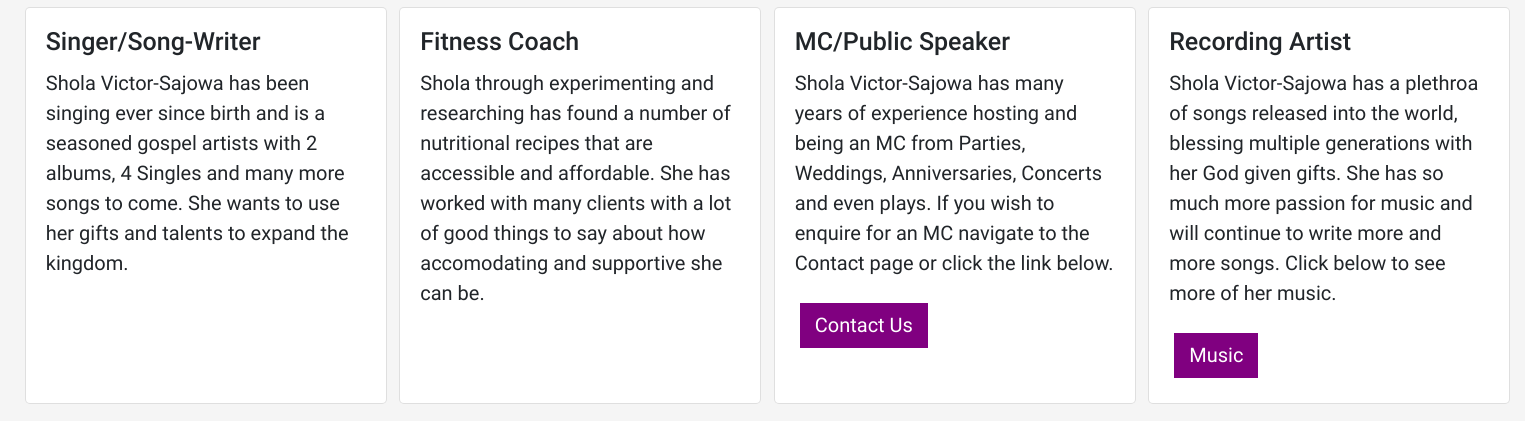 Singer/Song-Writer
Shola Victor-Sajowa has been
singing ever since birth and is a
seasoned gospel artists with 2
albums, 4 Singles and many more
songs to come. She wants to use
her gifts and talents to expand the
kingdom.
Fitness Coach
Shola through experimenting and
researching has found a number of
nutritional recipes that are
accessible and affordable. She has
worked with many clients with a lot
of good things to say about how
accomodating and supportive she
can be.
MC/Public Speaker
Shola Victor-Sajowa has many
years of experience hosting and
being an MC from Parties,
Weddings, Anniversaries, Concerts
and even plays. If you wish to
enquire for an MC navigate to the
Contact page or click the link below.
Contact Us
Recording Artist
Shola Victor-Sajowa has a plethroa
of songs released into the world,
blessing multiple generations with
her God given gifts. She has so
much more passion for music and
will continue to write more and
more songs. Click below to see
more of her music.
Music